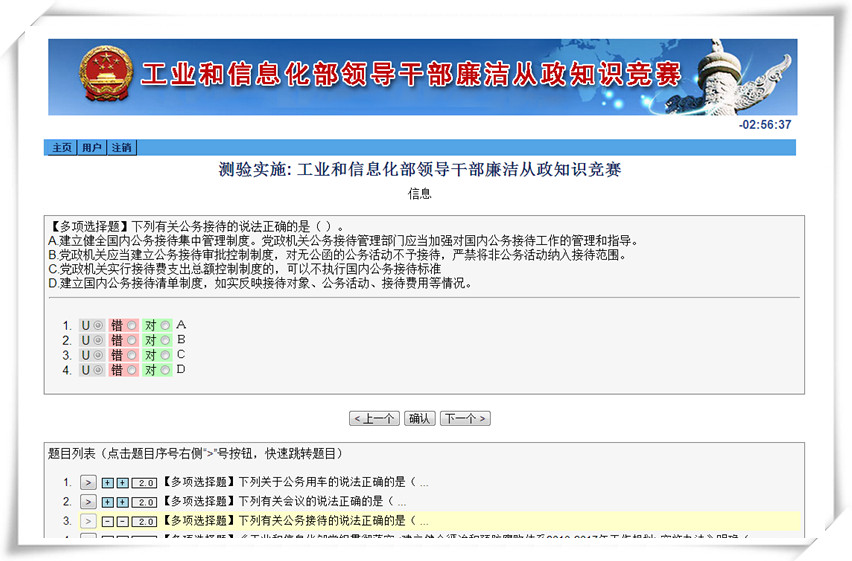 工业和信息化部领导干部廉洁从政知识竞赛
-02:56:37
主页 用户 注销
测验实施: 工业和信息化部领导干部廉洁从政知识竞赛
信息
【多项选择题】下列有关公务接待的说法正确的是（ ）。
A.建立健全国内公务接待集中管理制度。党政机关公务接待管理部门应当加强对国内公务接待工作的管理和指导。
B.党政机关应当建立公务接待审批控制制度，对无公函的公务活动不予接待，严禁将非公务活动纳入接待范围。
C.党政机关实行接待费支出总额控制制度的，可以不执行国内公务接待标准
D.建立国内公务接待清单制度，如实反映接待对象、公务活动、接待费用等情况。
1. U 错 对 A
2. U 错 对 B
3. U 错 对 C
4. U 错 对 D
< 上一个 确认 下一个 >
题目列表（点击题目序号右侧“>”号按钮，快速跳转题目）
1. > + + 2.0 【多项选择题】下列关于公务用车的说法正确的是（ ...
2. > + + 2.0 【多项选择题】下列有关会议的说法正确的是（ ...
3. > - - 2.0 【多项选择题】下列有关公务接待的说法正确的是（ ...